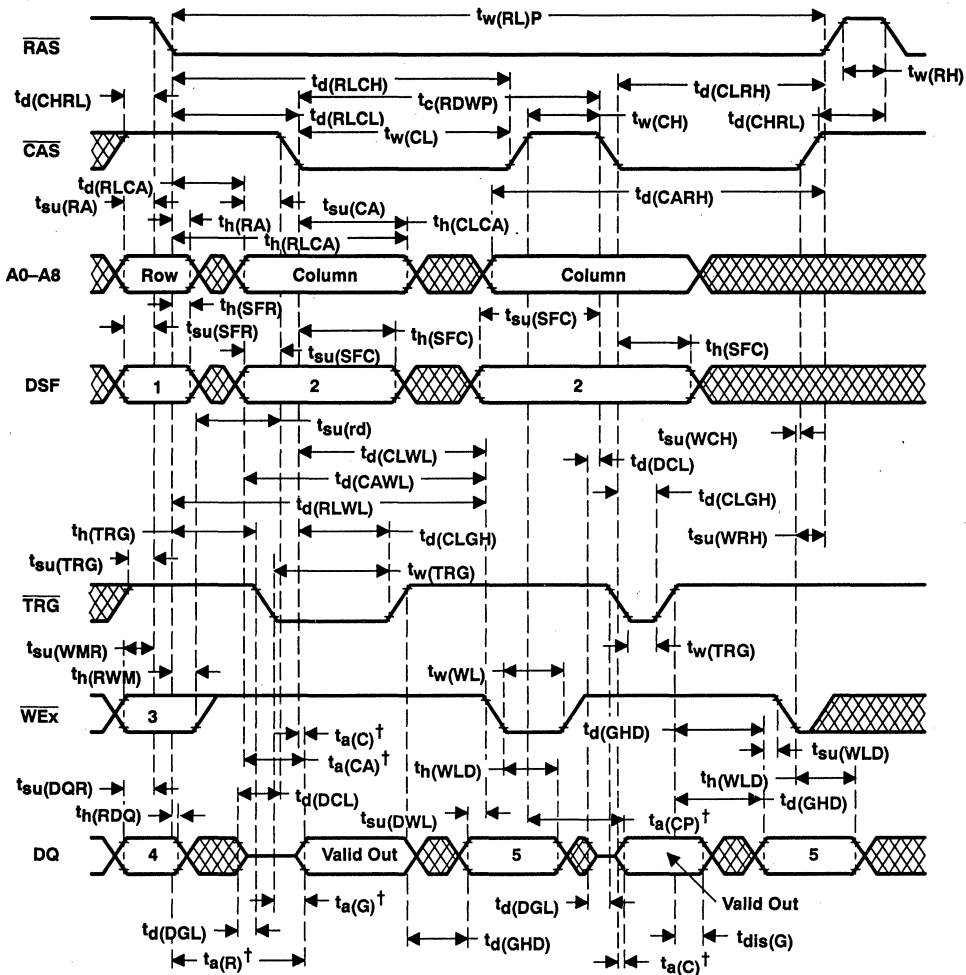 tw(RL)P
RAS
tw(RH)
td(RLCH)
td(CLRH)
td(CHRL)
tc(RDWP)
td(RLCL)
tw(CH)
td(CHRL)
tw(CL)
CAS
td(RLCA)
td(CARH)
tsu(RA)
tsu(CA)
th(RA)
th(CLCA)
th(RLCA)
A0–A8
Row
Column
Column
th(SFR)
tsu(SFC)
tsu(SFR)
th(SFC)
tsu(SFC)
th(SFC)
DSF
1
2
2
tsu(rd)
tsu(WCH)
td(CLWL)
td(DCL)
td(CAWL)
td(CLGH)
td(RLWL)
th(TRG)
td(CLGH)
tsu(WRH)
tsu(TRG)
tw(TRG)
TRG
tsu(WMR)
tw(TRG)
th(RWM)
tw(WL)
WEx
3
ta(C)†
td(GHD)
ta(CA)†
tsu(WLD)
th(WLD)
th(WLD)
tsu(DQR)
td(DCL)
td(GHD)
th(RDQ)
tsu(DWL)
ta(CP)†
DQ
4
Valid Out
5
5
Valid Out
ta(G)†
td(DGL)
td(DGL)
td(GHD)
tdis(G)
ta(R)†
ta(C)†